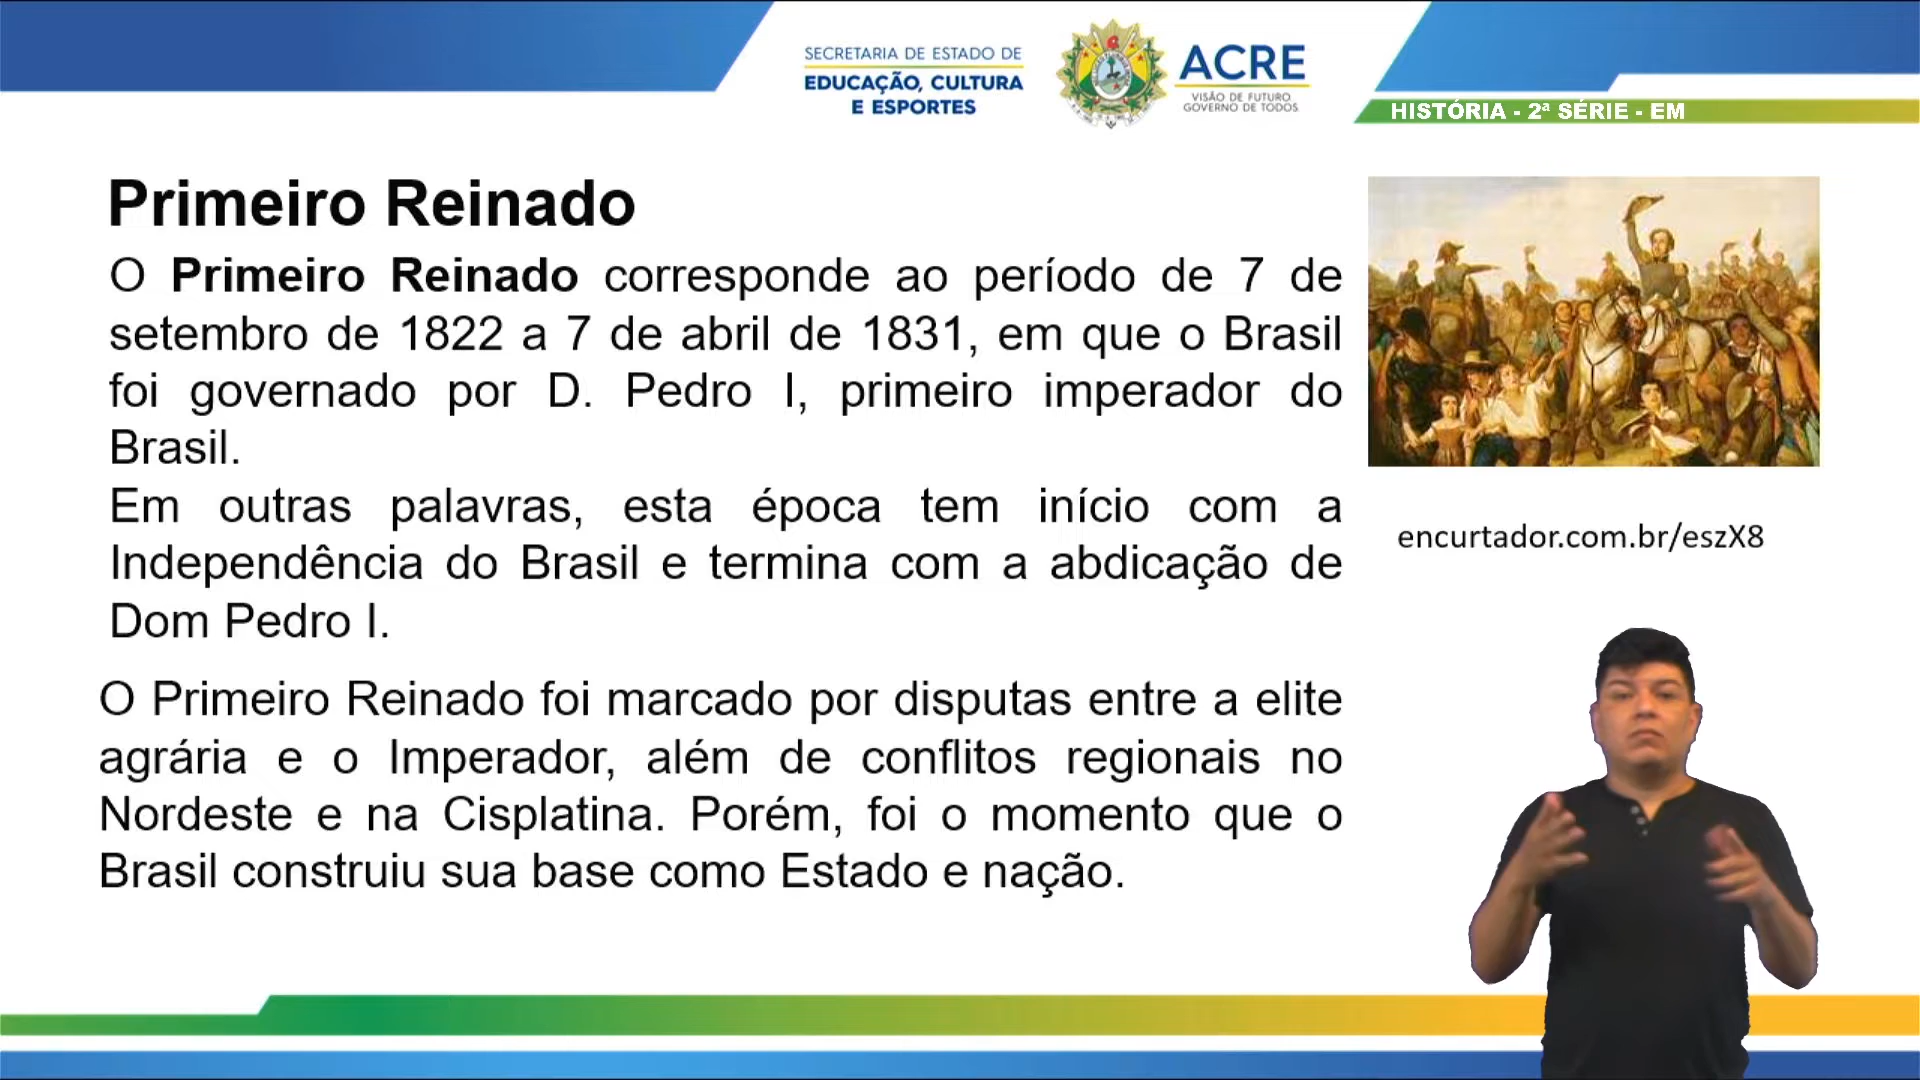 SECRETARIA DE ESTADO DE
EDUCAÇÃO, CULTURA
E ESPORTES
ACRE
VISÃO DE FUTURO
GOVERNO DE TODOS
HISTÓRIA - 2ª SÉRIE - EM
Primeiro Reinado
O Primeiro Reinado corresponde ao período de 7 de
setembro de 1822 a 7 de abril de 1831, em que o Brasil
foi governado por D. Pedro I, primeiro imperador do
Brasil.
Em outras palavras, esta época tem início com a
Independência do Brasil e termina com a abdicação de
Dom Pedro I.
O Primeiro Reinado foi marcado por disputas entre a elite
agrária e o Imperador, além de conflitos regionais no
Nordeste e na Cisplatina. Porém, foi o momento que o
Brasil construiu sua base como Estado e nação.
encurtador.com.br/eszX8